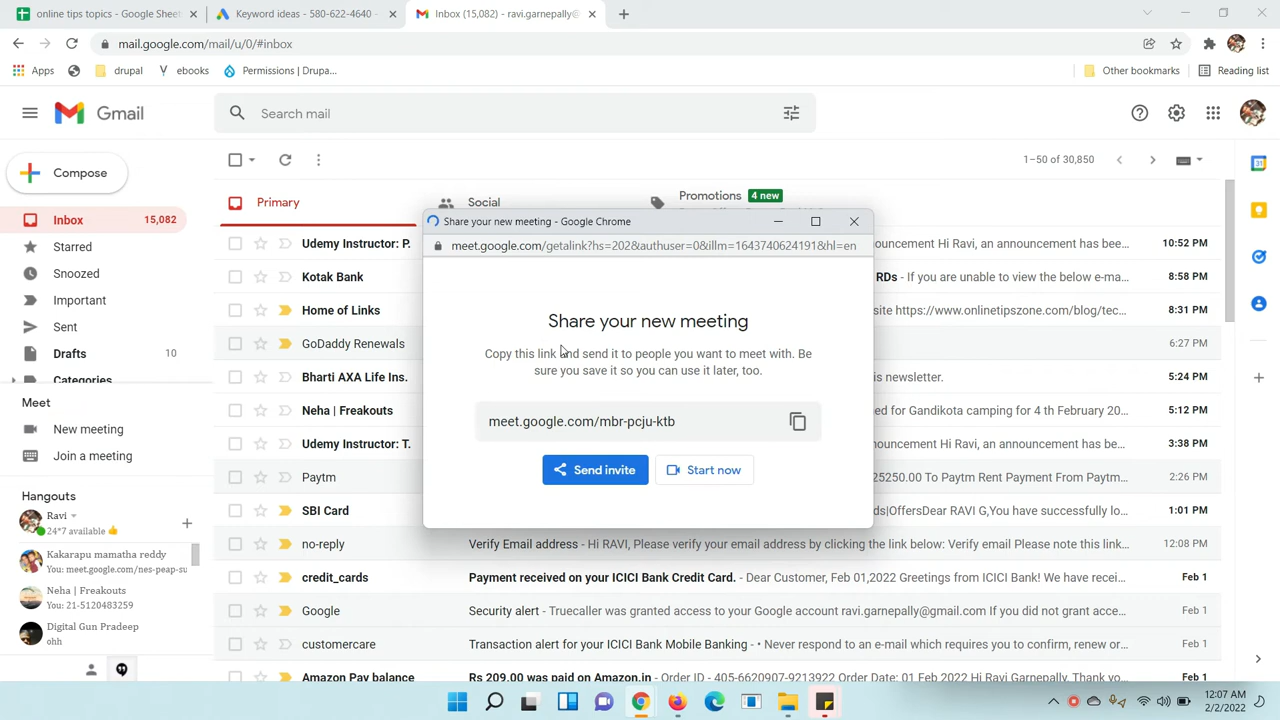 online tips topics - Google Sheet
Keyword ideas - 580-622-4640
Inbox (15,082) - ravi.garnepally@
mail.google.com/mail/u/0/#inbox
Apps
drupal
ebooks
Permissions | Drupa...
Other bookmarks
Reading list
Gmail
Search mail
Compose
1–50 of 30,850
Inbox
15,082
Starred
Snoozed
Important
Sent
Drafts
10
Categories
Meet
New meeting
Join a meeting
Hangouts
Ravi
24*7 available
Kakarapu mamatha reddy
You: meet.google.com/nes-peap-su
Neha | Freakouts
You: 21-5120483259
Digital Gun Pradeep
ohh
Primary
Social
Promotions
4 new
Udemy Instructor: P.
nouncement Hi Ravi, an announcement has bee...
10:52 PM
Kotak Bank
RDs - If you are unable to view the below e-ma...
8:58 PM
Home of Links
site https://www.onlinetipszone.com/blog/tec...
8:31 PM
GoDaddy Renewals
6:27 PM
Bharti AXA Life Ins.
is newsletter.
5:24 PM
Neha | Freakouts
ed for Gandikota camping for 4 th February 20...
5:12 PM
Udemy Instructor: T.
nouncement Hi Ravi, an announcement has bee...
3:38 PM
Paytm
25250.00 To Paytm Rent Payment From Paytm...
2:26 PM
SBI Card
ds|OffersDear RAVI G,You have successfully lo...
1:01 PM
no-reply
Verify Email address - Hi RAVI, Please verify your email address by clicking the link below: Verify email Please note this link...
12:08 PM
credit_cards
Payment received on your ICICI Bank Credit Card. - Dear Customer, Feb 01,2022 Greetings from ICICI Bank! We have recei...
Feb 1
Google
Security alert - Truecaller was granted access to your Google account ravi.garnepally@gmail.com If you did not grant acce...
Feb 1
customercare
Transaction alert for your ICICI Bank Mobile Banking - • Never respond to an e-mail which requires you to confirm, renew or...
Feb 1
Amazon Pay balance
Rs 209.00 was paid on Amazon.in - Order ID - 405-6620907-9213922 Order Date: 01 Feb 2022 Hi Ravi Garnepally, Thank you...
Feb 1
Share your new meeting - Google Chrome
meet.google.com/getalink?hs=202&authuser=0&illm=1643740624191&hl=en
Share your new meeting
Copy this link and send it to people you want to meet with. Be
sure you save it so you can use it later, too.
meet.google.com/mbr-pcju-ktb
Send invite
Start now
12:07 AM
2/2/2022